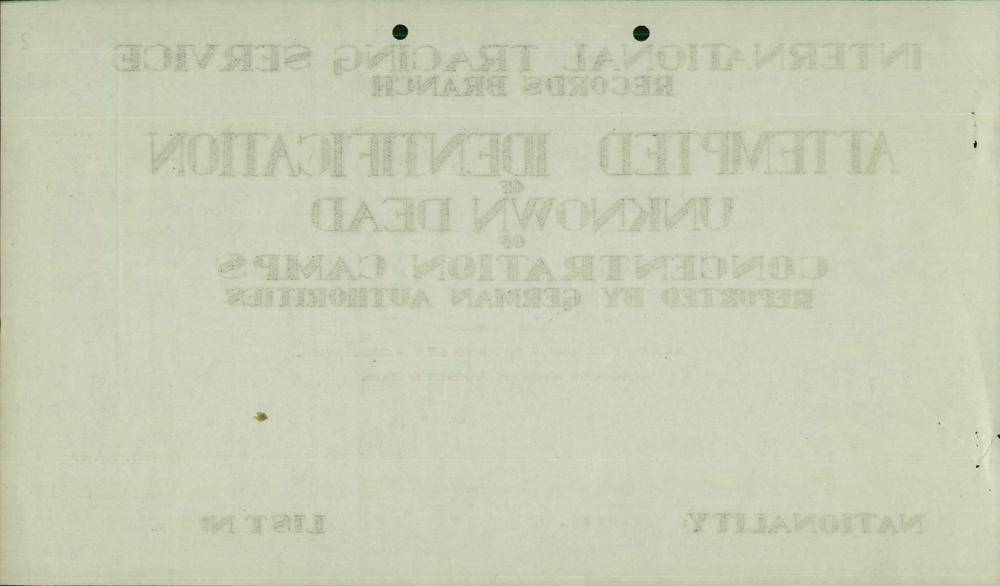 INTERNATIONAL TRACING SERVICE
RECORDS BRANCH
ATTEMPTED IDENTIFICATION
OF
UNKNOWN DEAD
OF
CONCENTRATION CAMPS
REPORTED BY GERMAN AUTHORITIES
NATIONALITY: LIST Nº
2